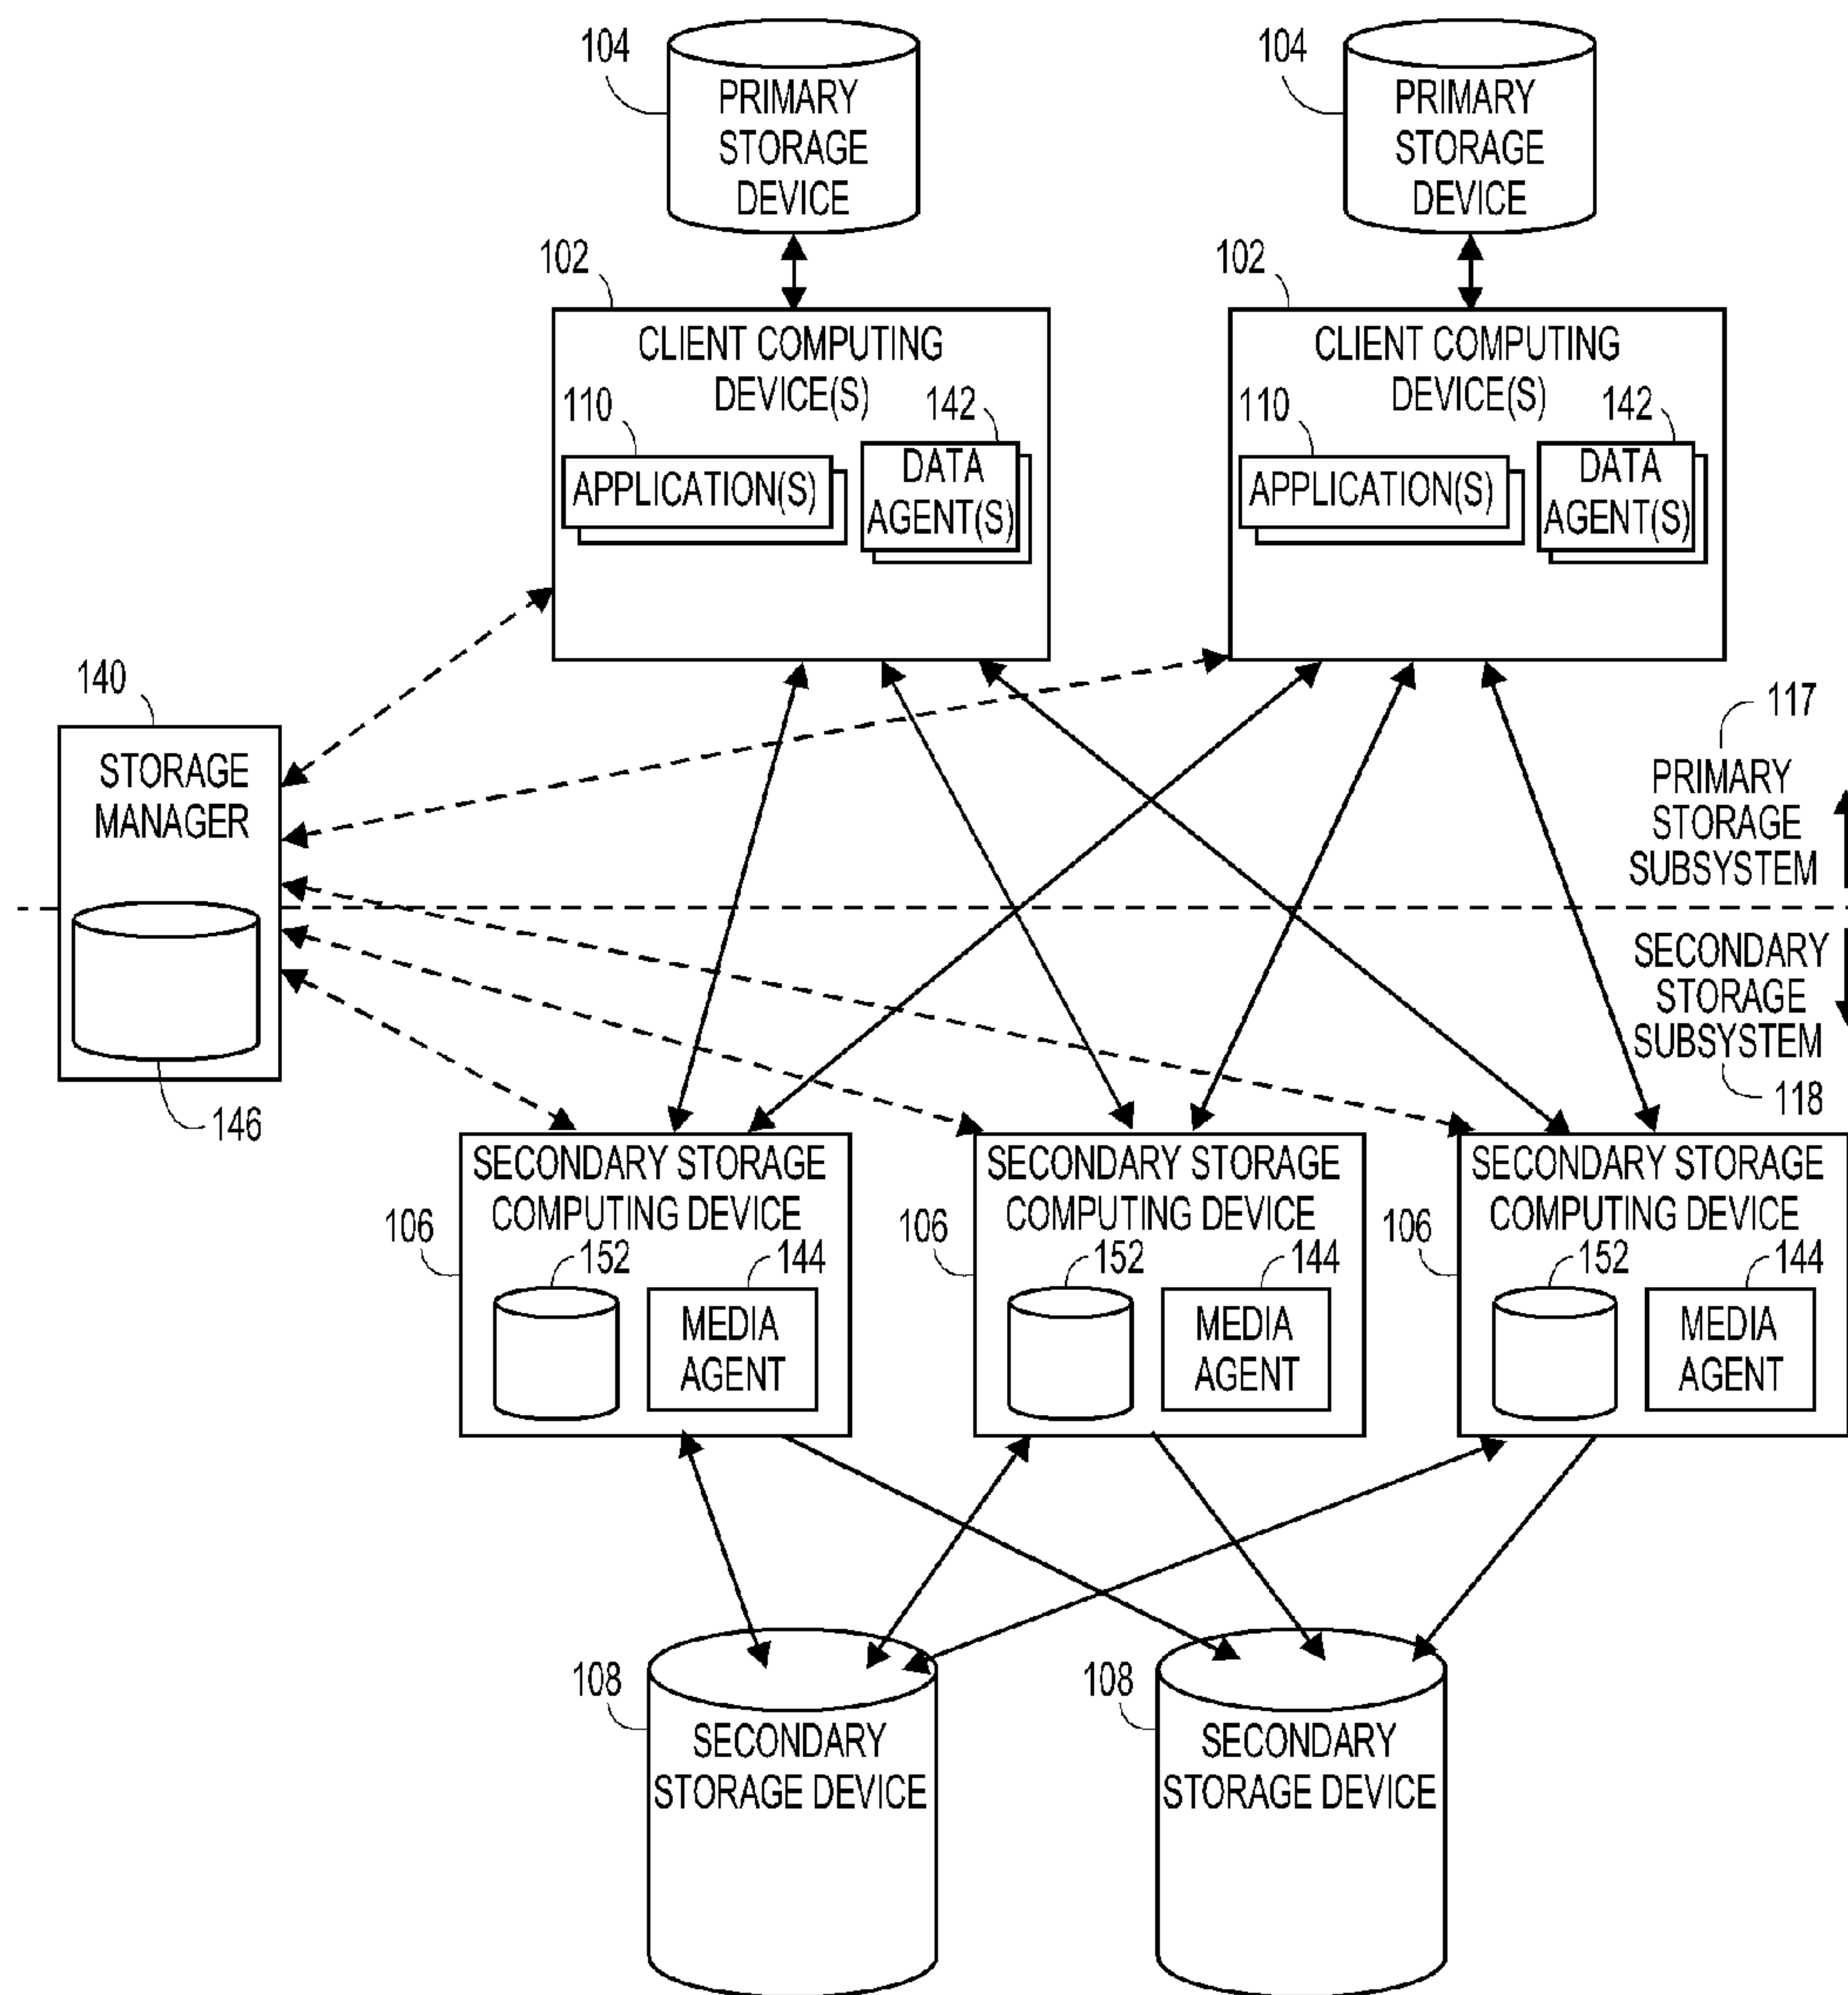 104
PRIMARY
STORAGE
DEVICE
104
PRIMARY
STORAGE
DEVICE
102
CLIENT COMPUTING
DEVICE(S)
110
142
APPLICATION(S)
DATA
AGENT(S)
102
CLIENT COMPUTING
DEVICE(S)
110
142
APPLICATION(S)
DATA
AGENT(S)
140
STORAGE
MANAGER
146
117
PRIMARY
STORAGE
SUBSYSTEM
SECONDARY
STORAGE
SUBSYSTEM
118
SECONDARY STORAGE
COMPUTING DEVICE
106
152
144
MEDIA
AGENT
SECONDARY STORAGE
COMPUTING DEVICE
106
152
144
MEDIA
AGENT
SECONDARY STORAGE
COMPUTING DEVICE
106
152
144
MEDIA
AGENT
108
SECONDARY
STORAGE DEVICE
108
SECONDARY
STORAGE DEVICE